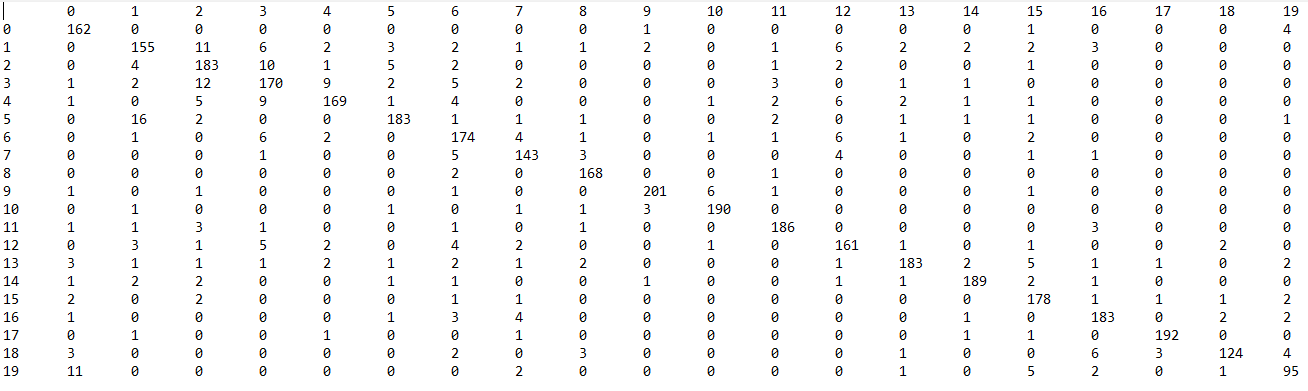 0 1 2 3 4 5 6 7 8 9 10 11 12 13 14 15 16 17 18 19
0 162 0 0 0 0 0 0 0 0 1 0 0 0 0 0 1 0 0 0 4
1 0 155 11 6 2 3 2 1 1 2 0 1 6 2 2 2 3 0 0 0
2 0 4 183 10 1 5 2 0 0 0 0 1 2 0 0 1 0 0 0 0
3 1 2 12 170 9 2 5 2 0 0 0 3 0 1 1 0 0 0 0 0
4 1 0 5 9 169 1 4 0 0 0 1 2 6 2 1 1 0 0 0 0
5 0 16 2 0 0 183 1 1 1 0 0 2 0 1 1 1 0 0 0 1
6 0 1 0 6 2 0 174 4 1 0 1 1 6 1 0 2 0 0 0 0
7 0 0 0 1 0 0 5 143 3 0 0 0 4 0 0 1 1 0 0 0
8 0 0 0 0 0 0 2 0 168 0 0 1 0 0 0 0 0 0 0 0
9 1 0 1 0 0 0 1 0 0 201 6 1 0 0 0 1 0 0 0 0
10 0 1 0 0 0 1 0 1 1 3 190 0 0 0 0 0 0 0 0 0
11 1 1 3 1 0 0 1 0 1 0 0 186 0 0 0 0 3 0 0 0
12 0 3 1 5 2 0 4 2 0 0 1 0 161 1 0 1 0 0 2 0
13 3 1 1 1 2 1 2 1 2 0 0 0 1 183 2 5 1 1 0 2
14 1 2 2 0 0 1 1 0 0 1 0 0 1 1 189 2 1 0 0 0
15 2 0 2 0 0 0 1 1 0 0 0 0 0 0 0 178 1 1 1 2
16 1 0 0 0 0 1 3 4 0 0 0 0 0 0 1 0 183 0 2 2
17 0 1 0 0 1 0 0 1 0 0 0 0 0 0 1 1 0 192 0 0
18 3 0 0 0 0 0 2 0 3 0 0 0 0 1 0 0 6 3 124 4
19 11 0 0 0 0 0 0 2 0 0 0 0 0 1 0 5 2 0 1 95